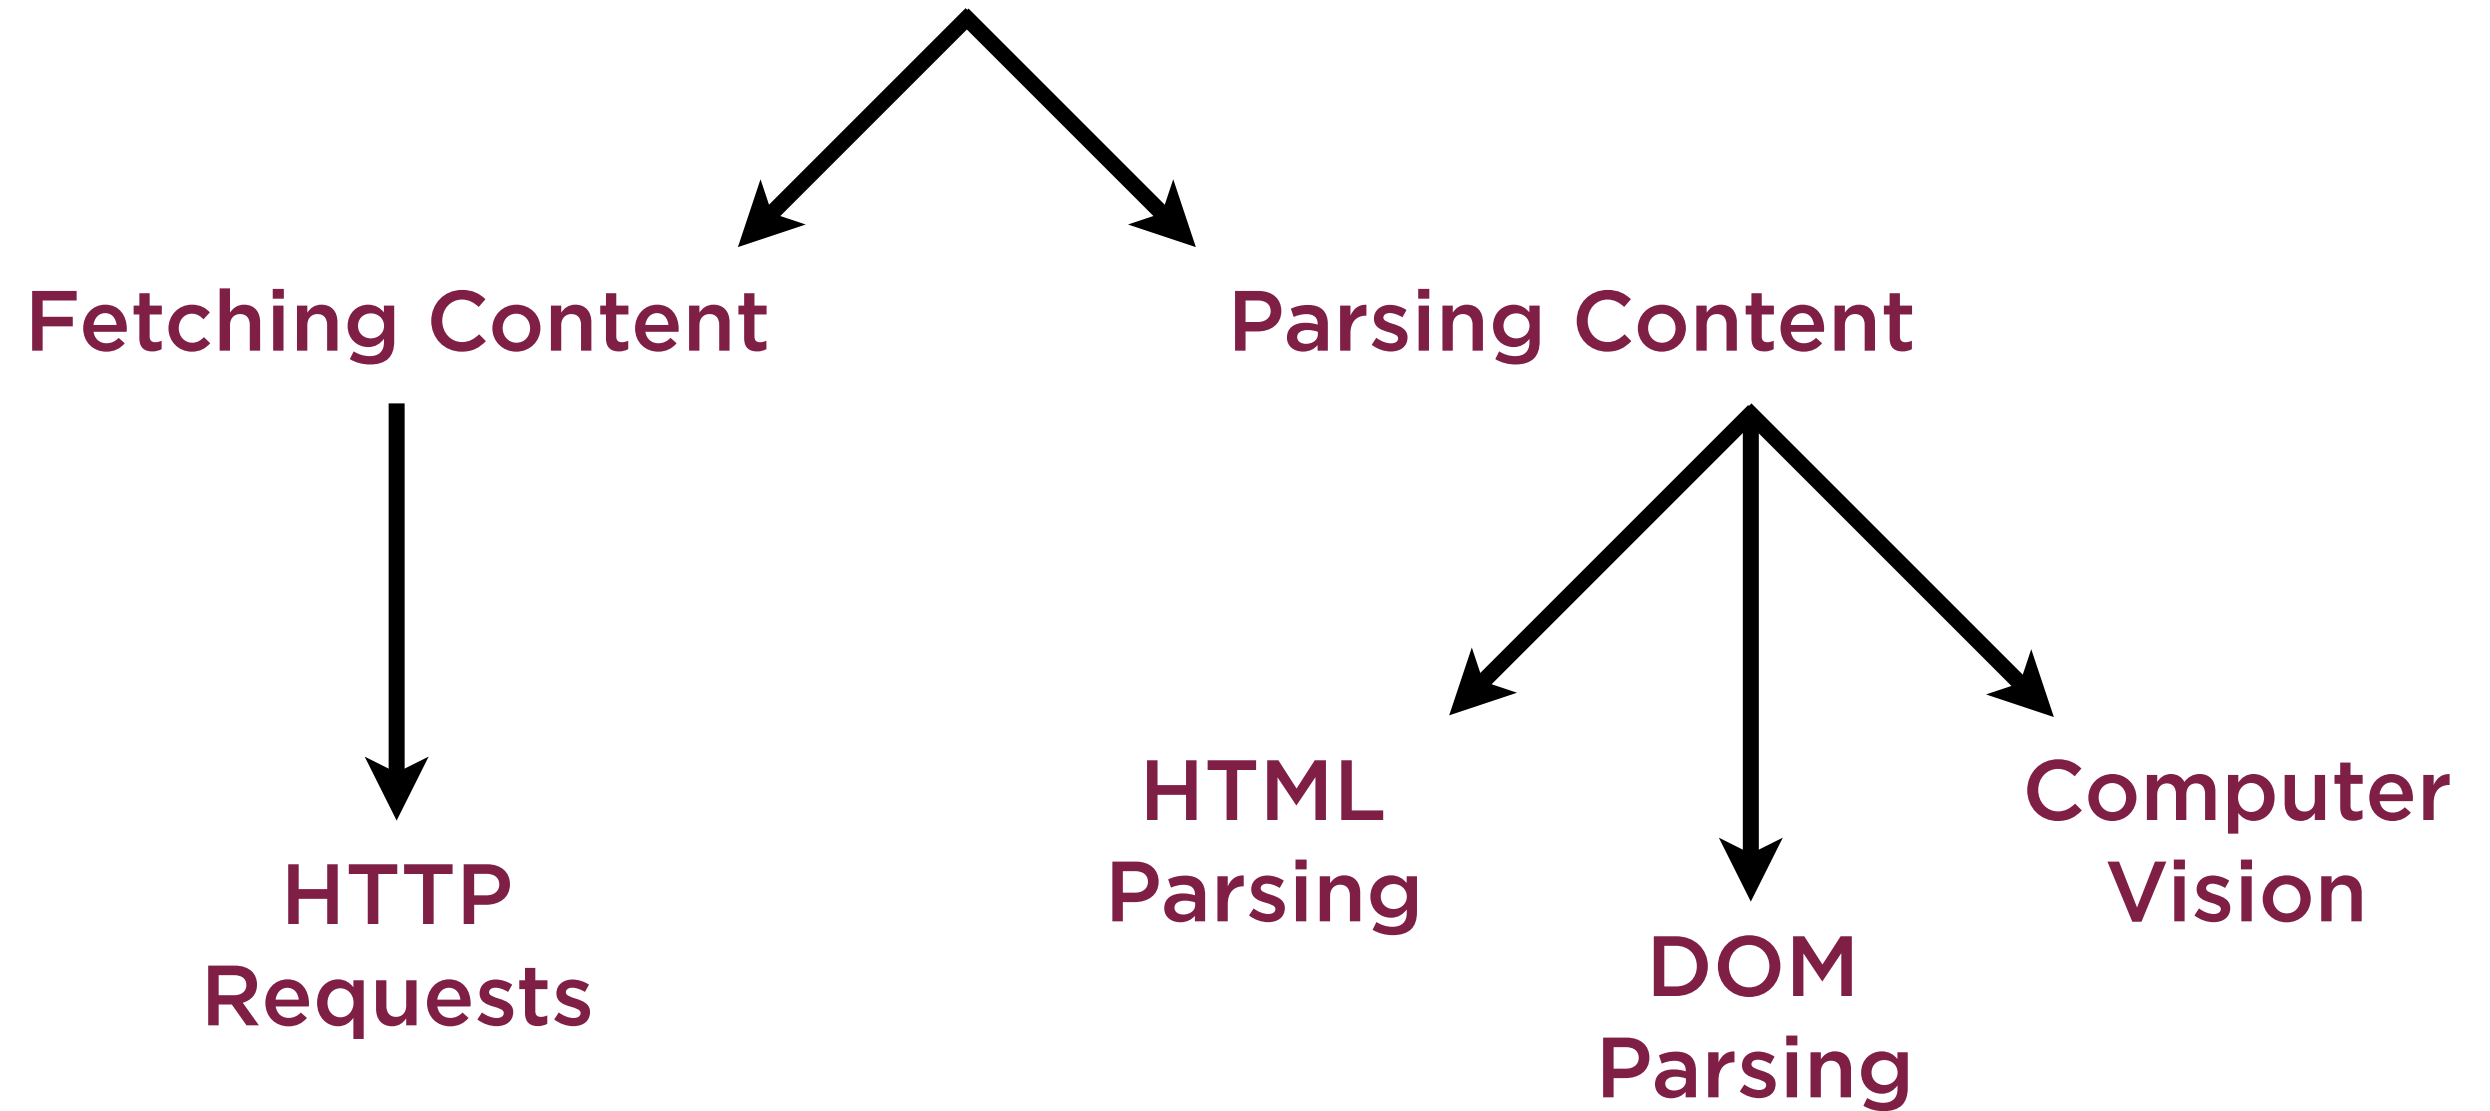 Fetching Content
Parsing Content
HTTP
Requests
HTML
Parsing
DOM
Parsing
Computer
Vision